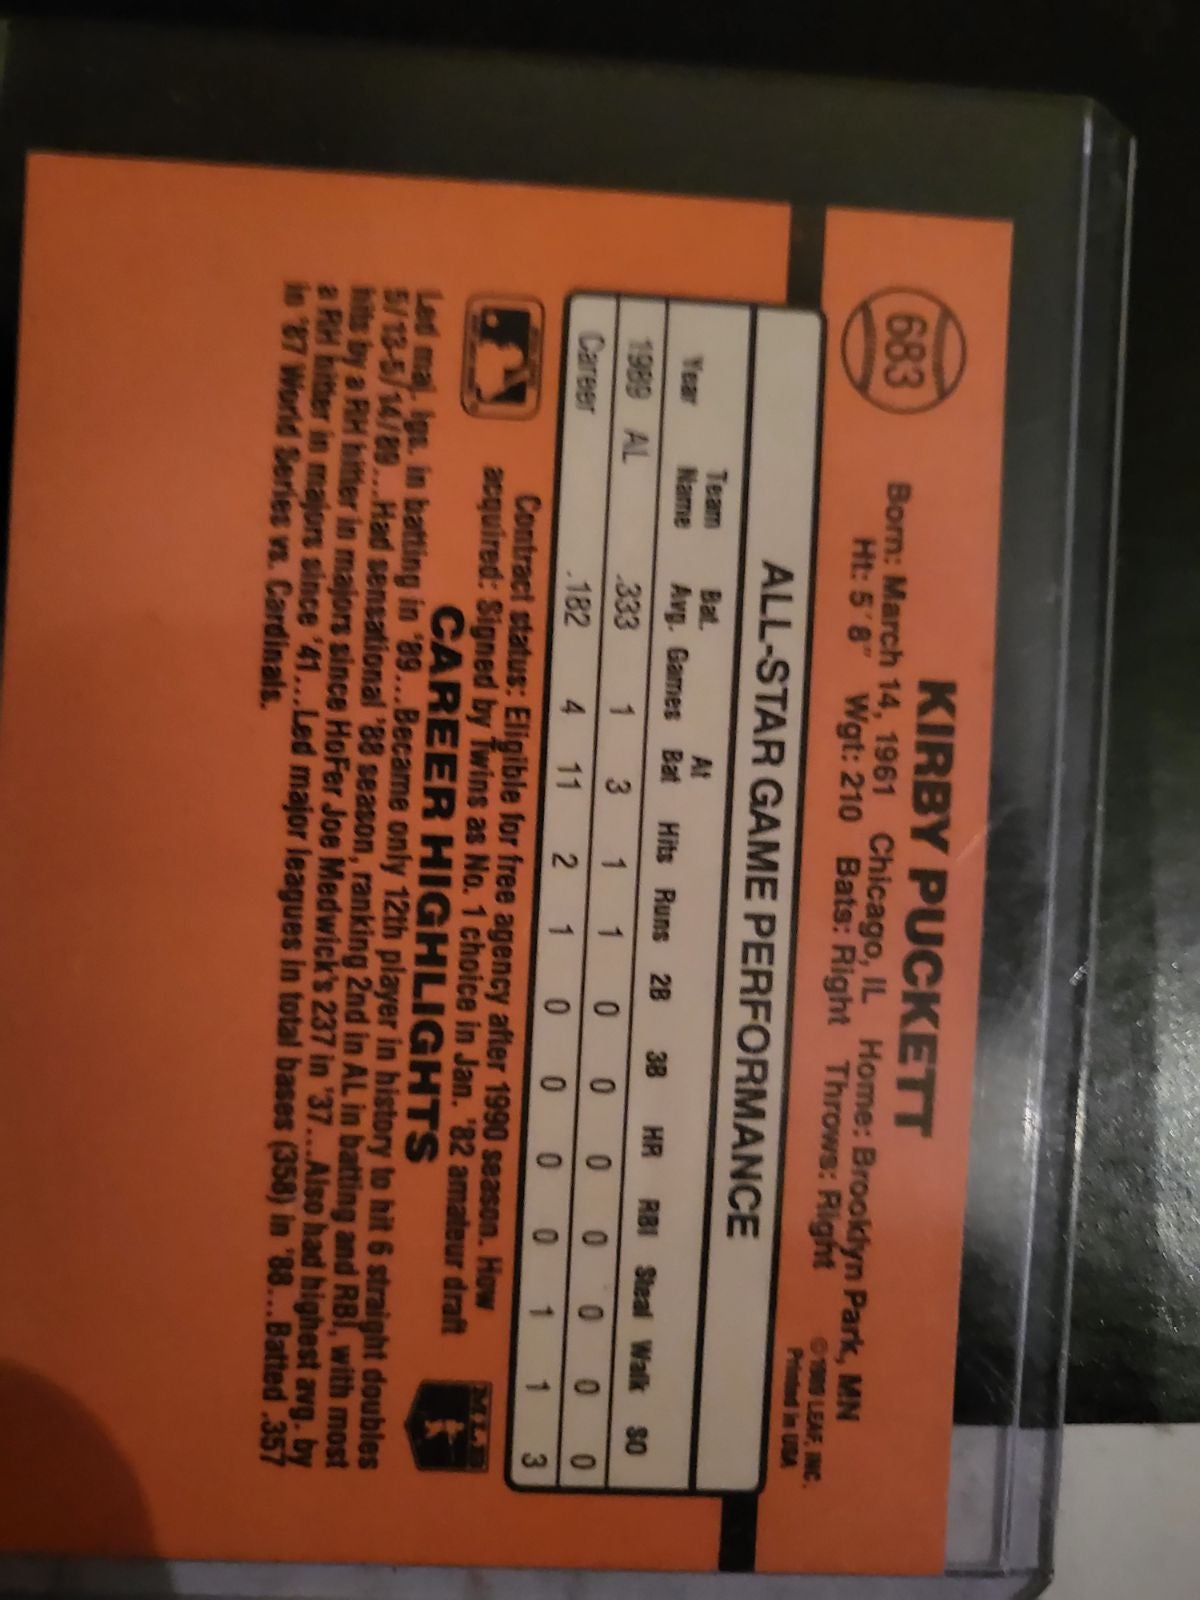 683
KIRBY PUCKETT
Born: March 14, 1961 Chicago, IL Home: Brooklyn Park, MN
Ht: 5'8" Wgt: 210 Bats: Right Throws: Right
LEAF, INC.
Printed in USA
ALL-STAR GAME PERFORMANCE
Year Team Name Bat. Avg. Games At Bat Hits Runs 2B 3B HR RBI Steal Walk SO
1989 AL .333 1 3 1 1 0 0 0 0 0 0 0
Career .182 4 11 2 1 0 0 0 0 1 1 3
Contract status: Eligible for free agency after 1990 season. How
acquired: Signed by Twins as No. 1 choice in Jan. '82 amateur draft
CAREER HIGHLIGHTS
MLB
Led maj. lgs. in batting in '89...Became only 12th player in history to hit 6 straight doubles
5/13-5/14/89...Had sensational '88 season, ranking 2nd in AL in batting and RBI, with most
hits by a RH hitter in majors since HoFer Joe Medwick's 237 in '37...Also had highest avg. by
a RH hitter in majors since '41...Led major leagues in total bases (358) in '88...Batted .357
in '87 World Series vs. Cardinals.